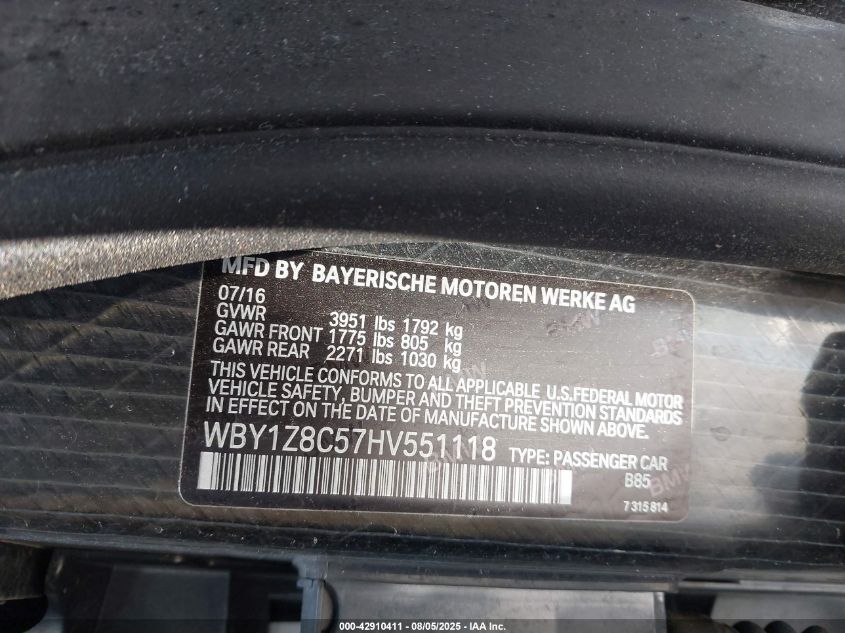 MFD BY BAYERISCHE MOTOREN WERKE AG
07/16
GVWR 3951 lbs 1792 kg
GAWR FRONT 1775 lbs 805 kg
GAWR REAR 2271 lbs 1030 kg
THIS VEHICLE CONFORMS TO ALL APPLICABLE U.S.FEDERAL MOTOR
VEHICLE SAFETY, BUMPER AND THEFT PREVENTION STANDARDS
IN EFFECT ON THE DATE OF MANUFACTURE SHOWN ABOVE.
WBY1Z8C57HV551118 TYPE: PASSENGER CAR
B85
7 315 814
000-42910411 - 08/05/2025 - IAA Inc.